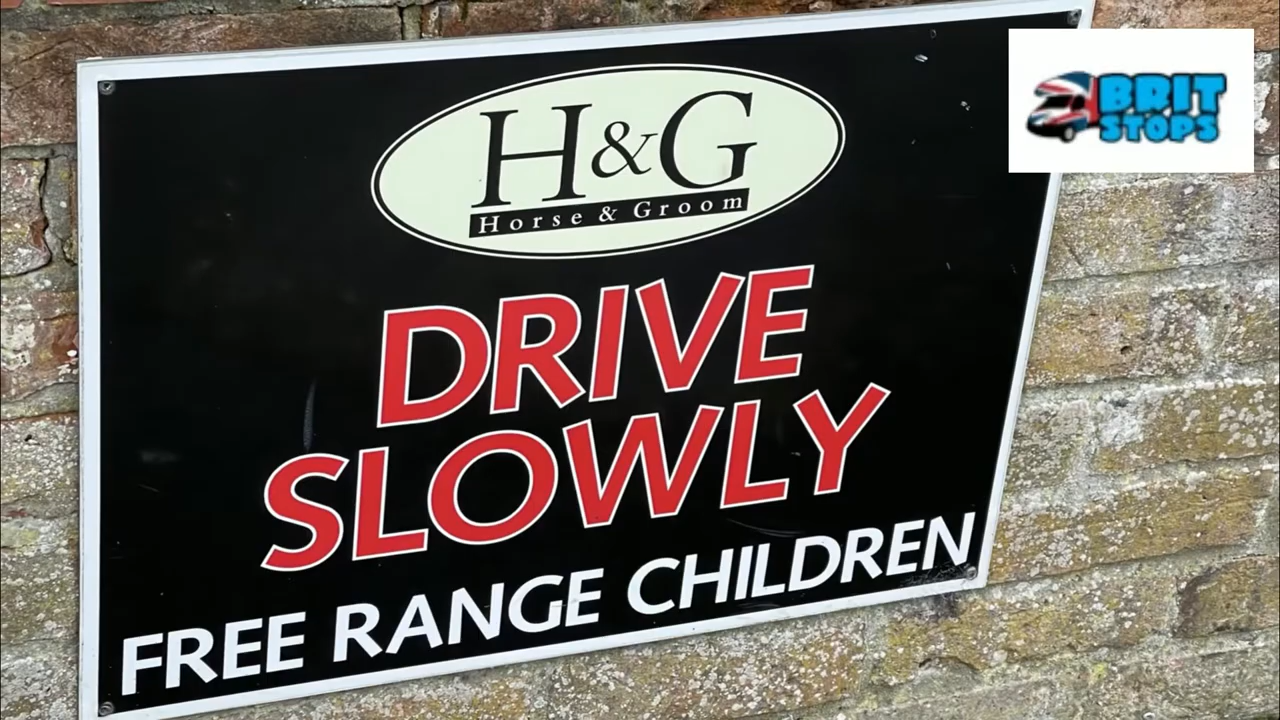 H&G
Horse & Groom
DRIVE
SLOWLY
FREE RANGE CHILDREN
BRIT
STOPS